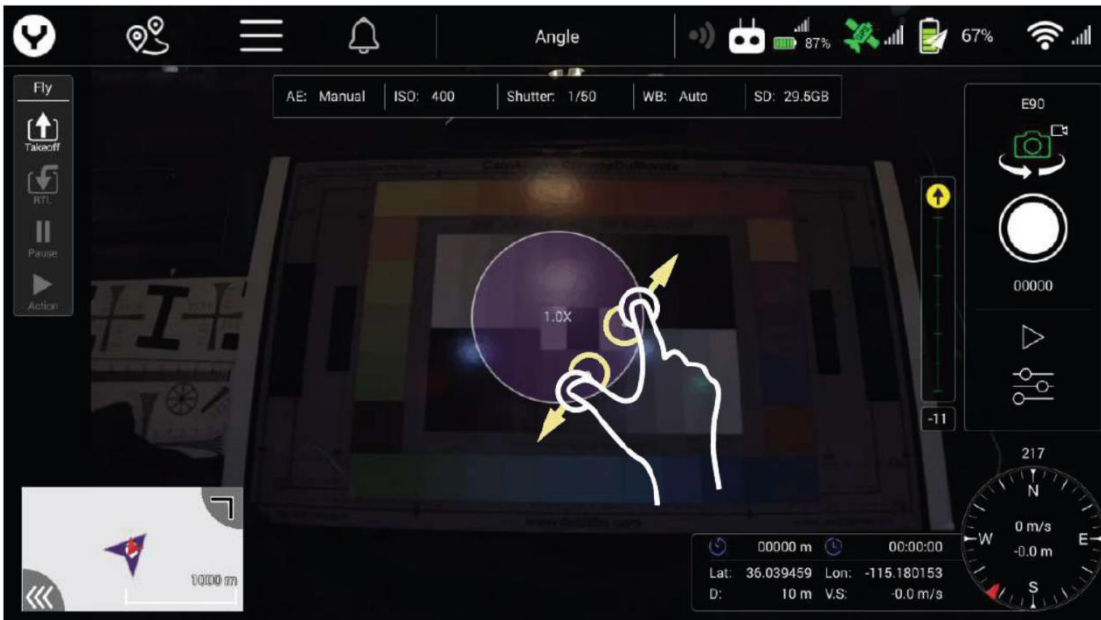 Angle
87%
67%
Fly
Takeoff
RTL
Pause
Action
AE: Manual
ISO: 400
Shutter: 1/50
WB: Auto
SD: 29.5GB
E90
00000
1.0X
-11
217
N
W
E
S
0 m/s
-0.0 m
1000 m
00000 m
00:00:00
Lat: 36.039459 Lon: -115.180153
D: 10 m V.S: -0.0 m/s